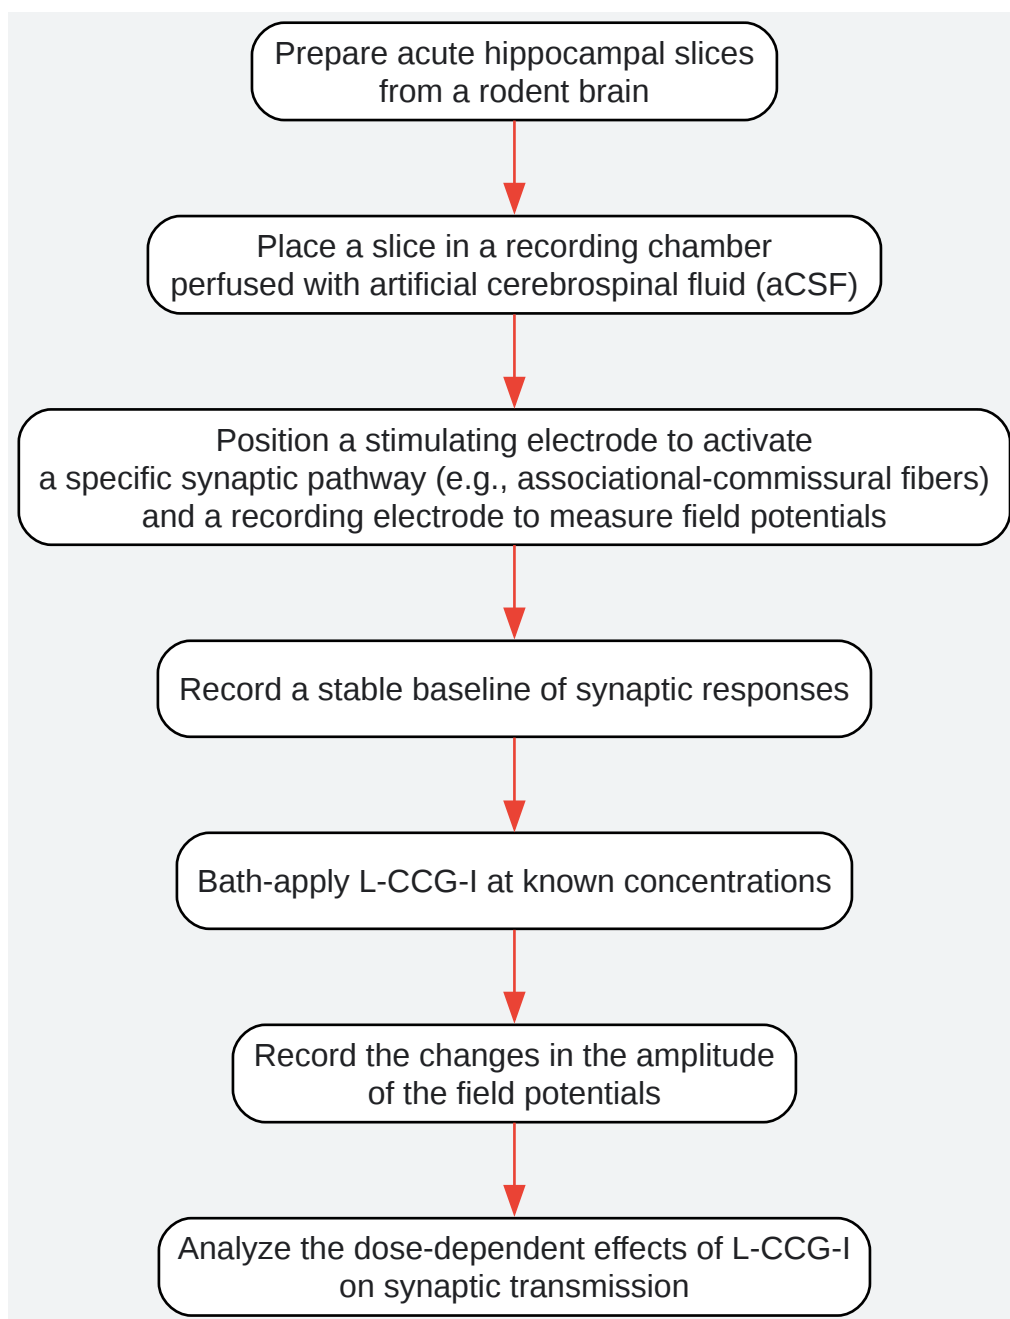 Prepare acute hippocampal slices
from a rodent brain
Place a slice in a recording chamber
perfused with artificial cerebrospinal fluid (aCSF)
Position a stimulating electrode to activate
a specific synaptic pathway (e.g., associational-commissural fibers)
and a recording electrode to measure field potentials
Record a stable baseline of synaptic responses
Bath-apply L-CCG-I at known concentrations
Record the changes in the amplitude
of the field potentials
Analyze the dose-dependent effects of L-CCG-I
on synaptic transmission